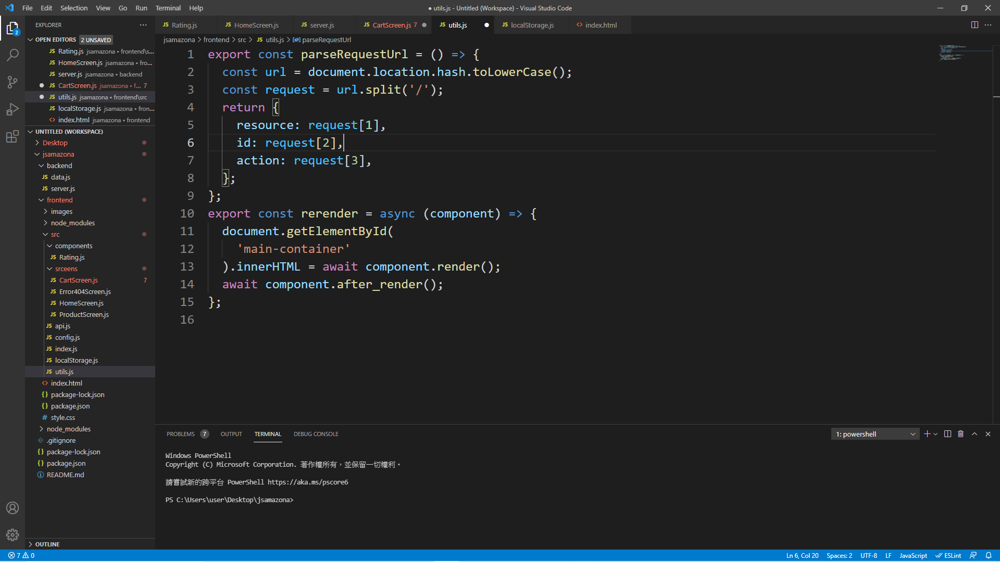 File Edit Selection View Go Run Terminal Help
● utils.js - Untitled (Workspace) - Visual Studio Code
2
EXPLORER
OPEN EDITORS 2 UNSAVED
JS Rating.js jsamazona • frontend\s...
JS HomeScreen.js jsamazona • fro...
JS server.js jsamazona • backend
JS CartScreen.js jsamazona • f... 7
JS utils.js jsamazona • frontend\src
JS localStorage.js jsamazona • fron...
<> index.html jsamazona • frontend
UNTITLED (WORKSPACE)
Desktop
jsamazona
backend
JS data.js
JS server.js
frontend
images
node_modules
src
components
JS Rating.js
srceens
JS CartScreen.js 7
JS Error404Screen.js
JS HomeScreen.js
JS ProductScreen.js
JS api.js
JS config.js
JS index.js
JS localStorage.js
JS utils.js
<> index.html
{} package-lock.json
{} package.json
# style.css
node_modules
.gitignore
{} package-lock.json
{} package.json
README.md
OUTLINE
JS Rating.js JS HomeScreen.js JS server.js JS CartScreen.js 7 JS utils.js JS localStorage.js <> index.html
jsamazona > frontend > src > JS utils.js > parseRequestUrl
1 export const parseRequestUrl = () => {
2 const url = document.location.hash.toLowerCase();
3 const request = url.split('/');
4 return {
5 resource: request[1],
6 id: request[2],
7 action: request[3],
8 };
9 };
10 export const rerender = async (component) => {
11 document.getElementById(
12 'main-container'
13 ).innerHTML = await component.render();
14 await component.after_render();
15 };
16
PROBLEMS 7 OUTPUT TERMINAL DEBUG CONSOLE 1: powershell
Windows PowerShell
Copyright (C) Microsoft Corporation. 著作權所有，並保留一切權利。
請嘗試新的跨平台 PowerShell https://aka.ms/pscore6
PS C:\Users\user\Desktop\jsamazona>
7 0 Ln 6, Col 20 Spaces: 2 UTF-8 LF JavaScript ESLint